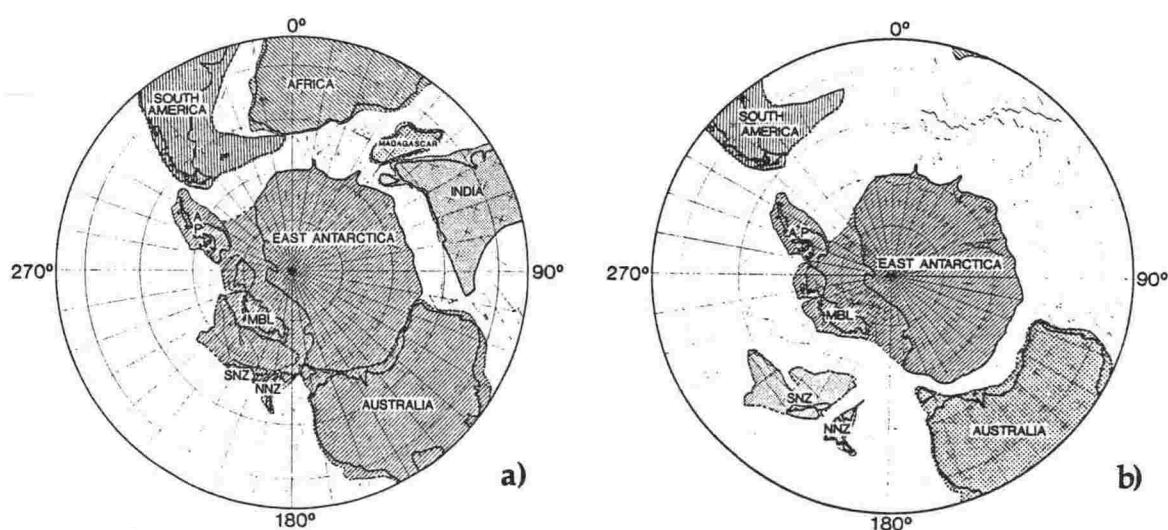 0°
AFRICA
SOUTH
AMERICA
MADAGASCAR
INDIA
A
P
EAST ANTARCTICA
270°
90°
MBL
SNZ
NNZ
AUSTRALIA
180°
a)
0°
SOUTH
AMERICA
A.P
EAST ANTARCTICA
270°
90°
MBL
SNZ
NNZ
AUSTRALIA
180°
b)